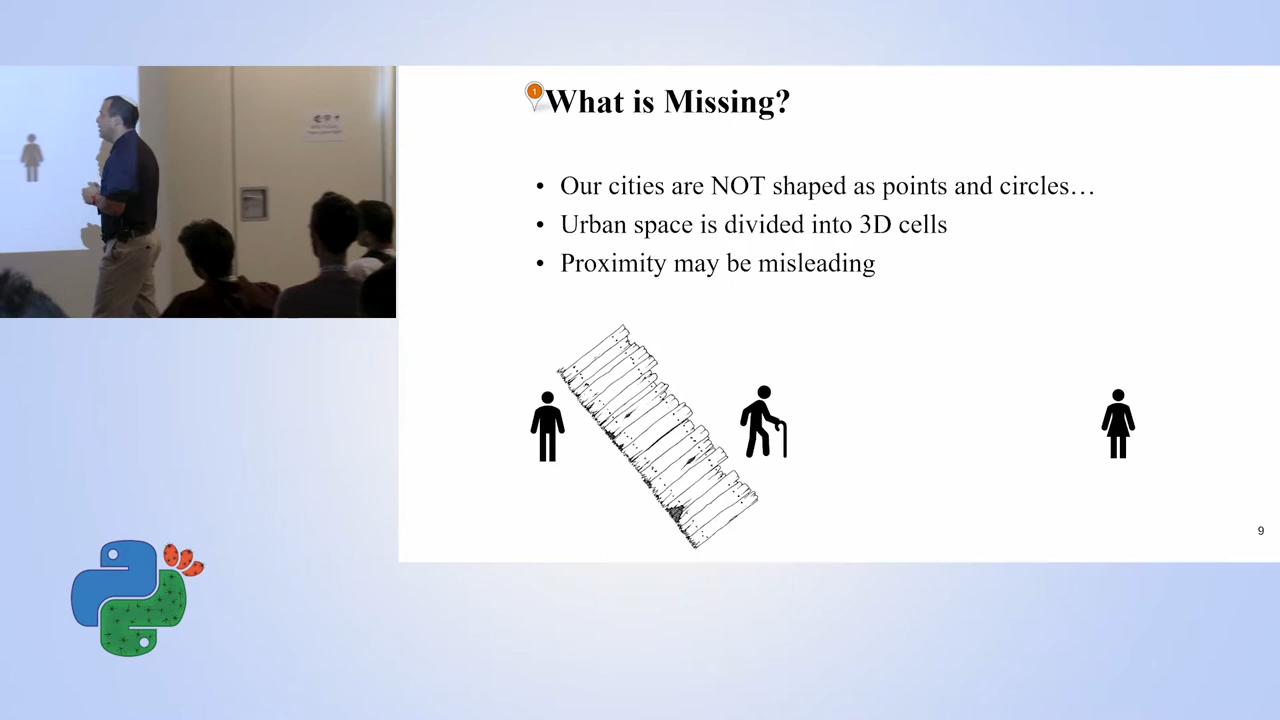 1
What is Missing?
• Our cities are NOT shaped as points and circles…
• Urban space is divided into 3D cells
• Proximity may be misleading
9